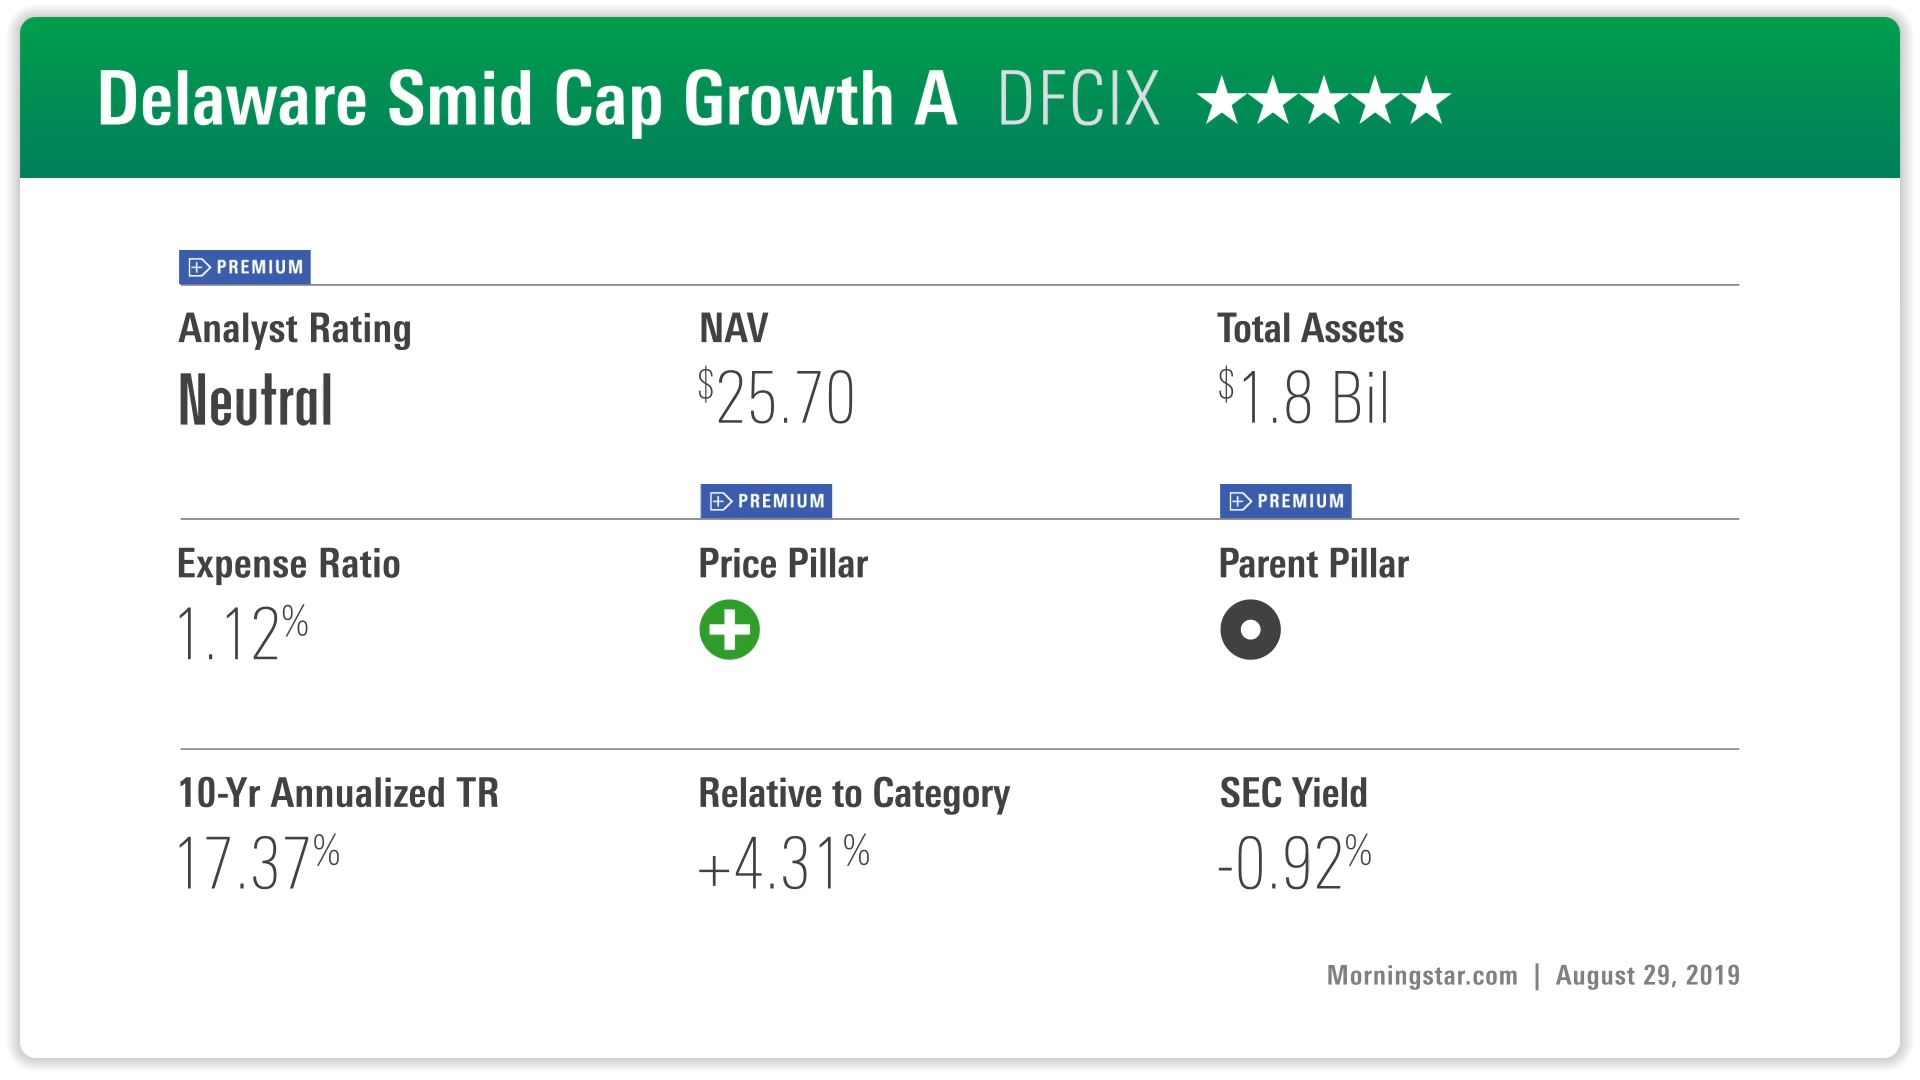 Delaware Smid Cap Growth A DFCIX ★★★★★
PREMIUM
Analyst Rating NAV Total Assets
Neutral $25.70 $1.8 Bil
PREMIUM PREMIUM
Expense Ratio Price Pillar Parent Pillar
1.12%
10-Yr Annualized TR Relative to Category SEC Yield
17.37% +4.31% -0.92%
Morningstar.com | August 29, 2019